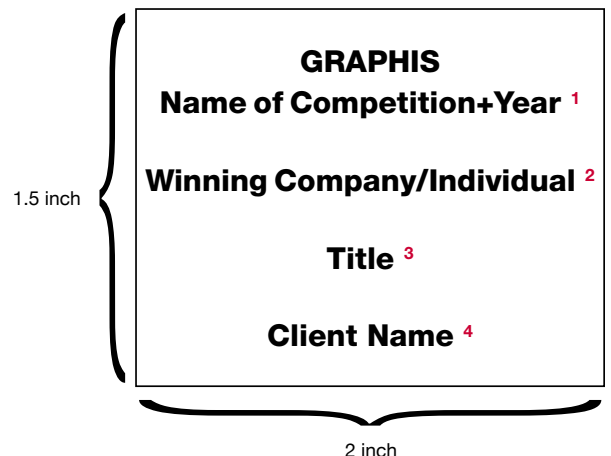 GRAPHIS
Name of Competition+Year 1
Winning Company/Individual 2
1.5 inch
Title 3
Client Name 4
2 inch